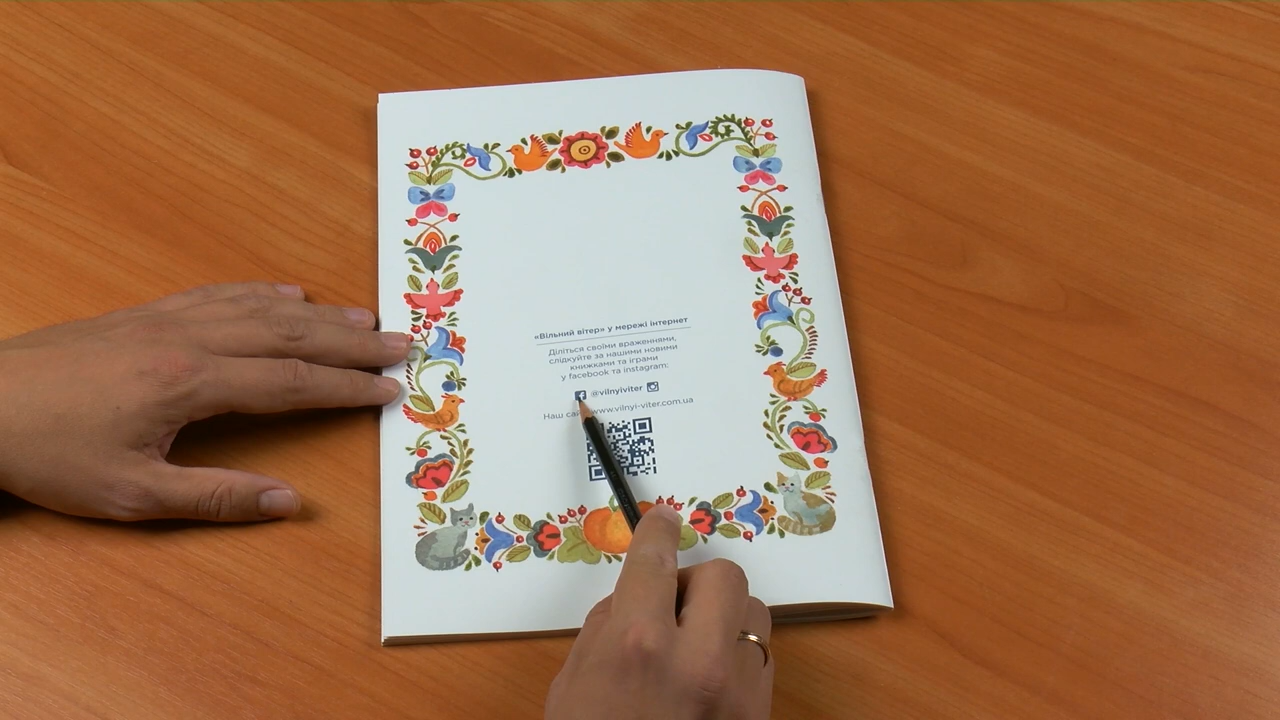 «Вільний вітер» у мережі інтернет
Діліться своїми враженнями,
слідкуйте за нашими новими
книжками та іграми
у facebook та instagram:
@vilnyiviter
Наш www.vilnyi-viter.com.ua